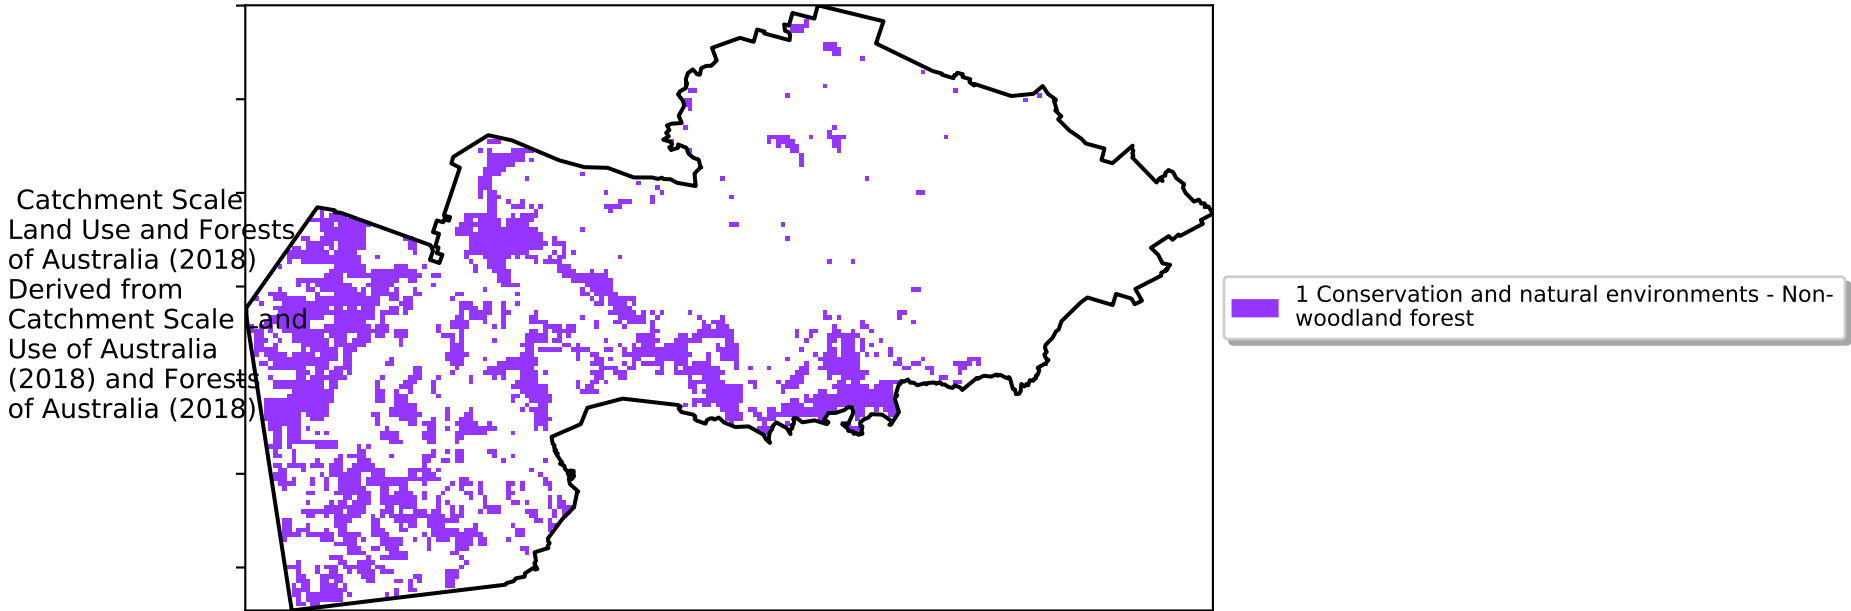 Catchment Scale
Land Use and Forests
of Australia (2018)
Derived from
Catchment Scale Land
Use of Australia
(2018) and Forests
of Australia (2018)
1 Conservation and natural environments - Non-
woodland forest